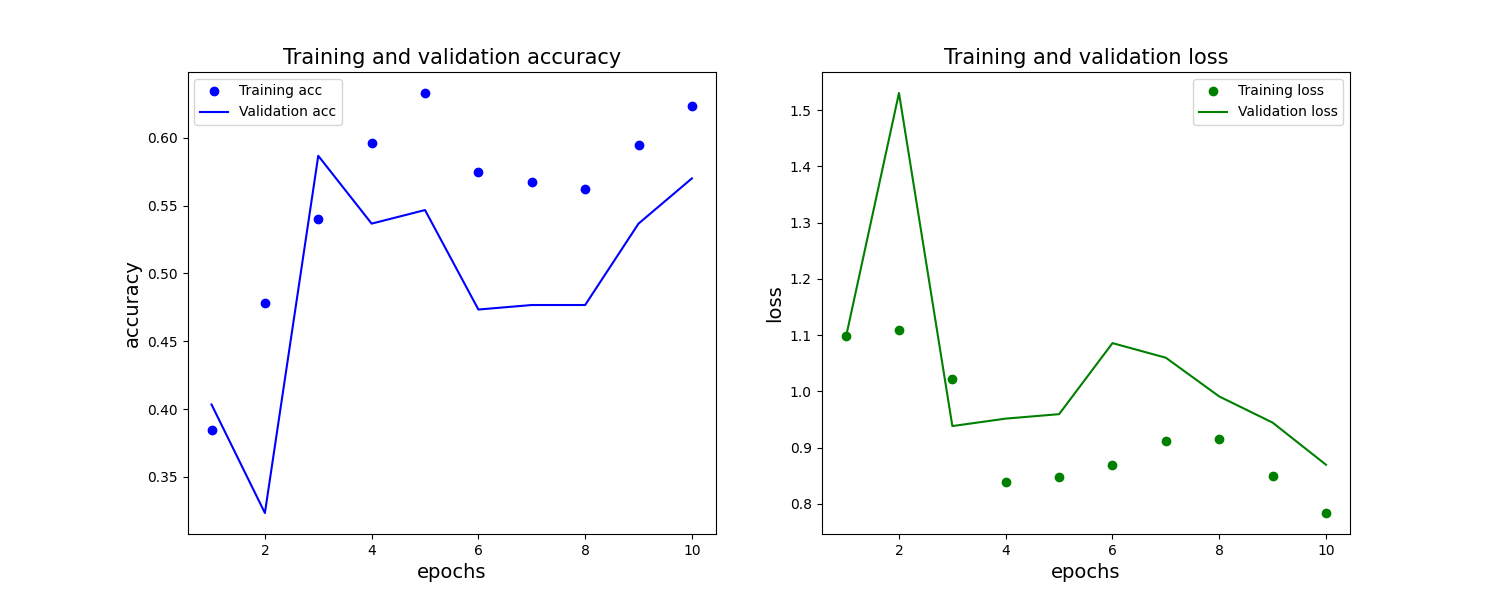 Training and validation accuracy
Training acc
Validation acc
0.60
0.55
0.50
0.45
0.40
0.35
accuracy
2 4 6 8 10
epochs
Training and validation loss
Training loss
Validation loss
1.5
1.4
1.3
1.2
1.1
1.0
0.9
0.8
loss
2 4 6 8 10
epochs